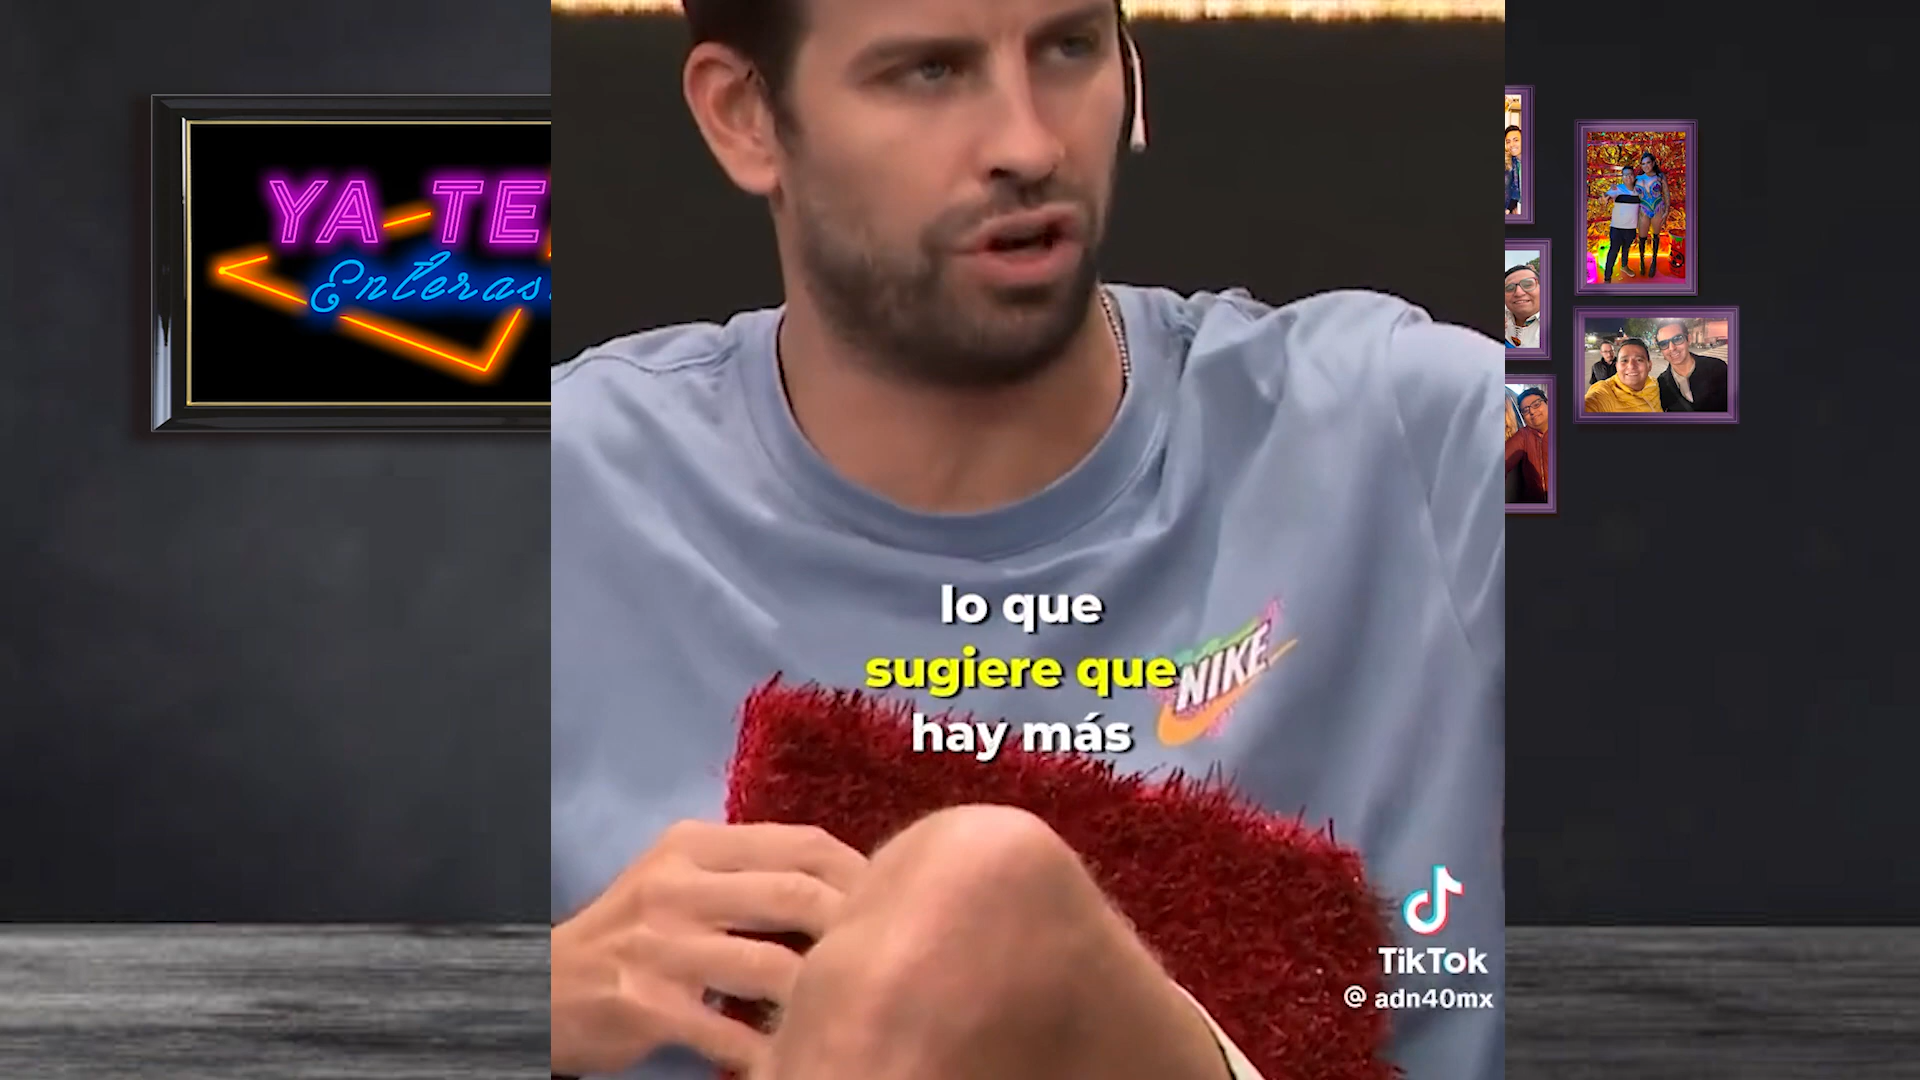 YA TE
Enteras
lo que
sugiere que
hay más
NIKE
TikTok
@ adn40mx